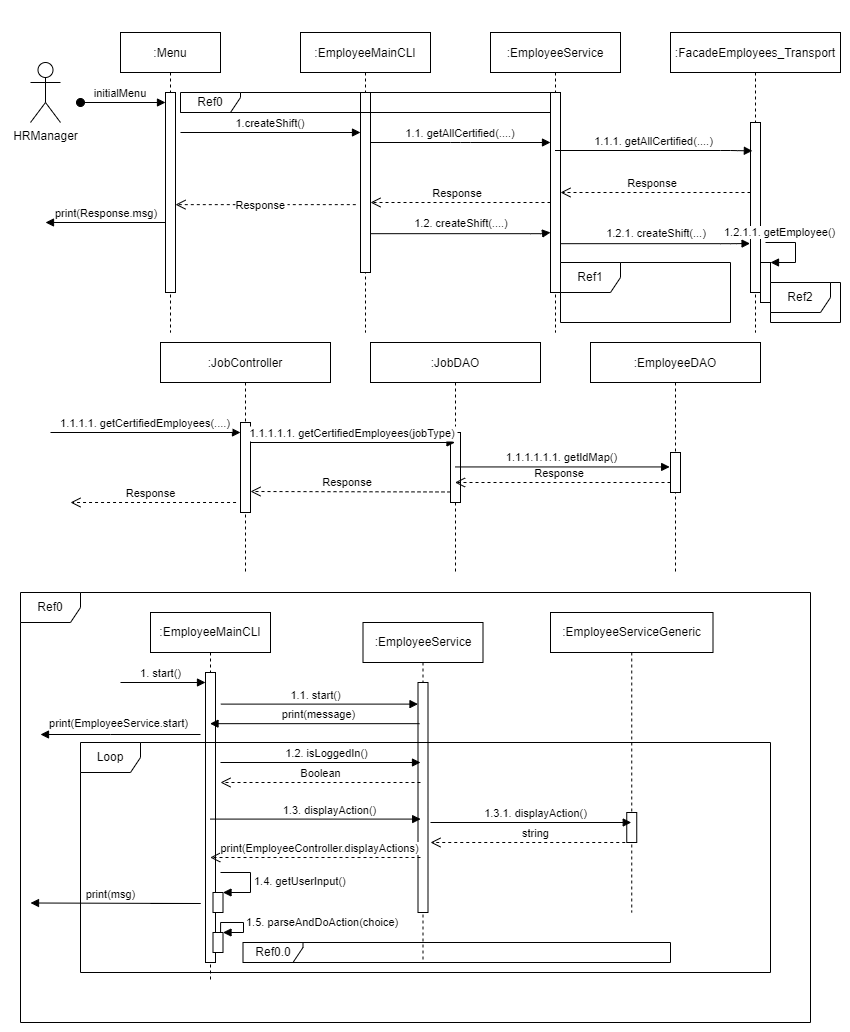 :Menu
:EmployeeMainCLI
:EmployeeService
:FacadeEmployees_Transport
HRManager
initialMenu
Ref0
1.createShift()
1.1. getAllCertified(....)
1.1.1. getAllCertified(....)
Response
Response
Response
print(Response.msg)
1.2. createShift(....)
1.2.1. createShift(...)
1.2.1.1. getEmployee()
Ref1
Ref2
:JobController
:JobDAO
:EmployeeDAO
1.1.1.1. getCertifiedEmployees(....)
1.1.1.1.1. getCertifiedEmployees(jobType)
1.1.1.1.1.1. getIdMap()
Response
Response
Response
Ref0
:EmployeeMainCLI
:EmployeeService
:EmployeeServiceGeneric
1. start()
1.1. start()
print(message)
print(EmployeeService.start)
Loop
1.2. isLoggedIn()
Boolean
1.3. displayAction()
1.3.1. displayAction()
string
print(EmployeeController.displayActions)
1.4. getUserInput()
print(msg)
1.5. parseAndDoAction(choice)
Ref0.0